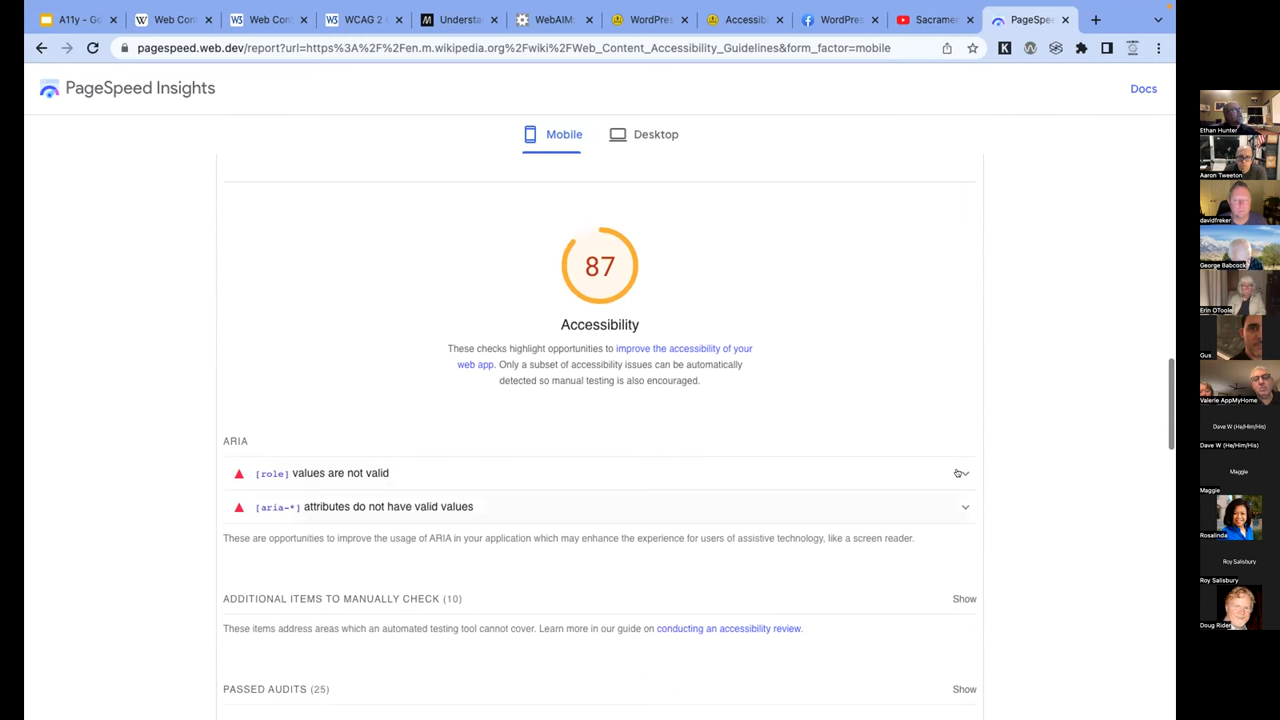 A11y - Go
Web Con
Web Con
WCAG 2
Underst
WebAIM:
WordPres
Accessib
WordPres
Sacramen
PageSpee
pagespeed.web.dev/report?url=https%3A%2F%2Fen.m.wikipedia.org%2Fwiki%2FWeb_Content_Accessibility_Guidelines&form_factor=mobile
PageSpeed Insights
Docs
Mobile
Desktop
87
Accessibility
These checks highlight opportunities to improve the accessibility of your
web app. Only a subset of accessibility issues can be automatically
detected so manual testing is also encouraged.
ARIA
[role] values are not valid
[aria-*] attributes do not have valid values
These are opportunities to improve the usage of ARIA in your application which may enhance the experience for users of assistive technology, like a screen reader.
ADDITIONAL ITEMS TO MANUALLY CHECK (10)
Show
These items address areas which an automated testing tool cannot cover. Learn more in our guide on conducting an accessibility review.
PASSED AUDITS (25)
Show
Ethan Hunter
Aaron Tweeton
davidfreker
George Babcock
Erin OToole
Gus
Valerie AppMyHome
Dave W (He/Him/His)
Dave W (He/Him/His)
Maggie
Maggie
Rosalinda
Roy Salisbury
Roy Salisbury
Doug Rider